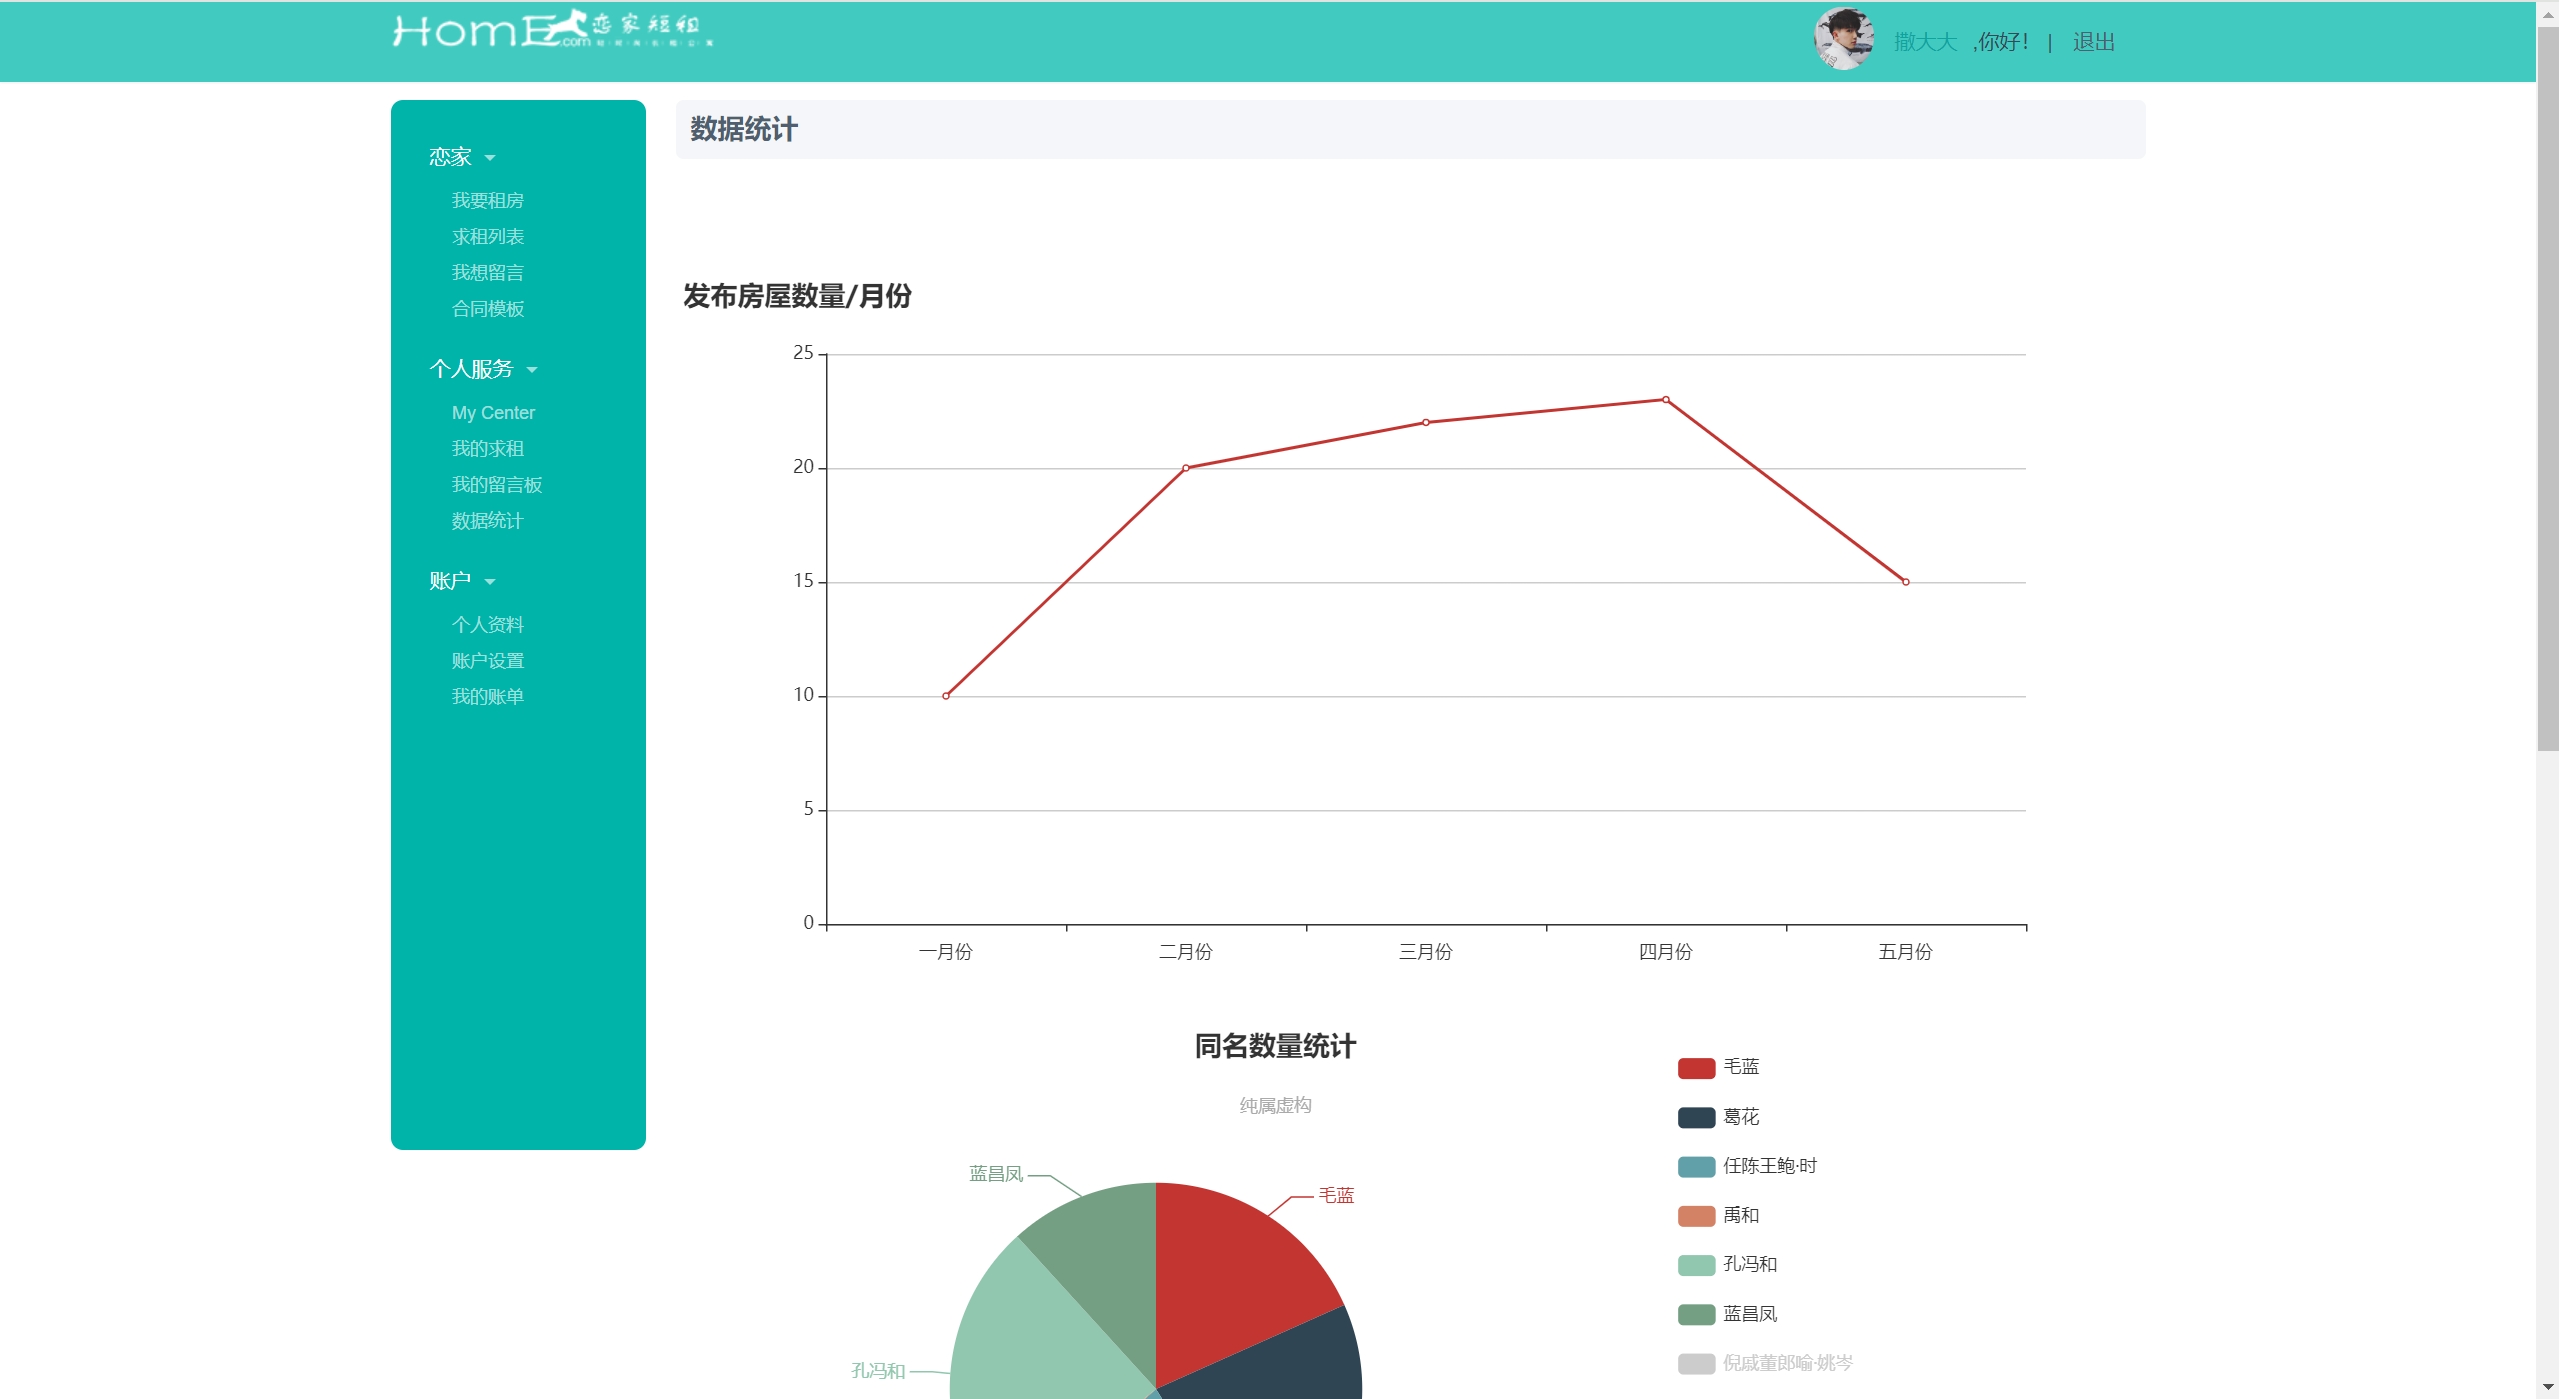 HomE.com 恋家短租
撒大大 ,你好! | 退出
数据统计
恋家
我要租房
求租列表
我想留言
合同模板
个人服务
My Center
我的求租
我的留言板
数据统计
账户
个人资料
账户设置
我的账单
发布房屋数量/月份
25
20
15
10
5
0
一月份 二月份 三月份 四月份 五月份
同名数量统计
纯属虚构
蓝昌凤
毛蓝
孔冯和
毛蓝
葛花
任陈王鲍·时
禹和
孔冯和
蓝昌凤
倪戚董郎喻·姚岑